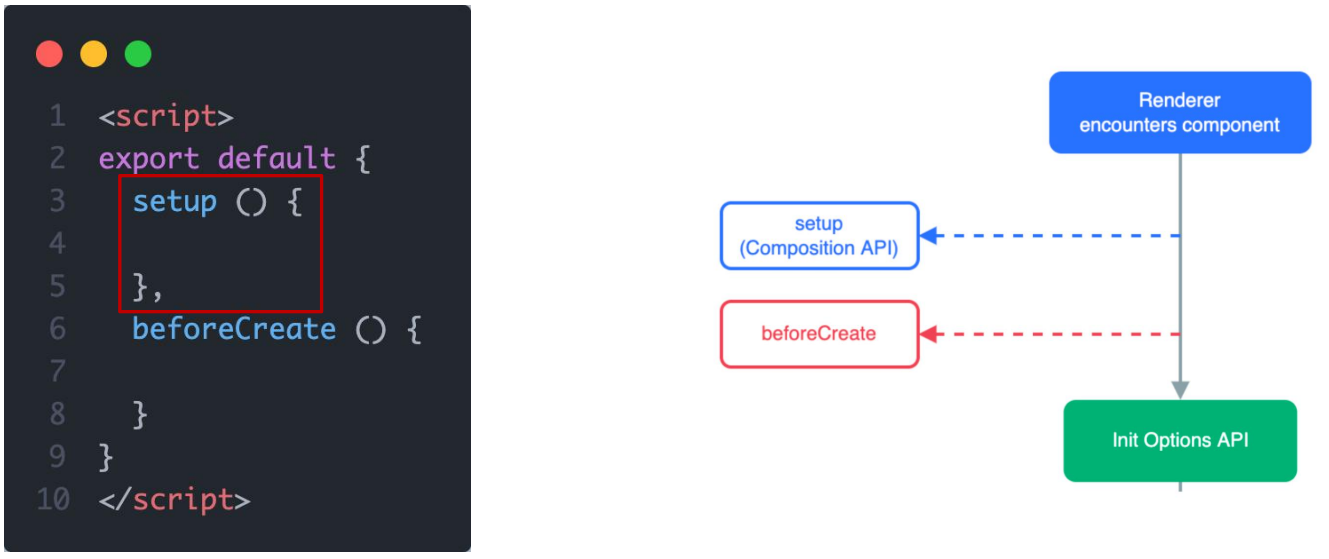 1 <script>
2 export default {
3   setup () {
4
5   },
6   beforeCreate () {
7
8   }
9 }
10 </script>
Renderer
encounters component
setup
(Composition API)
beforeCreate
Init Options API